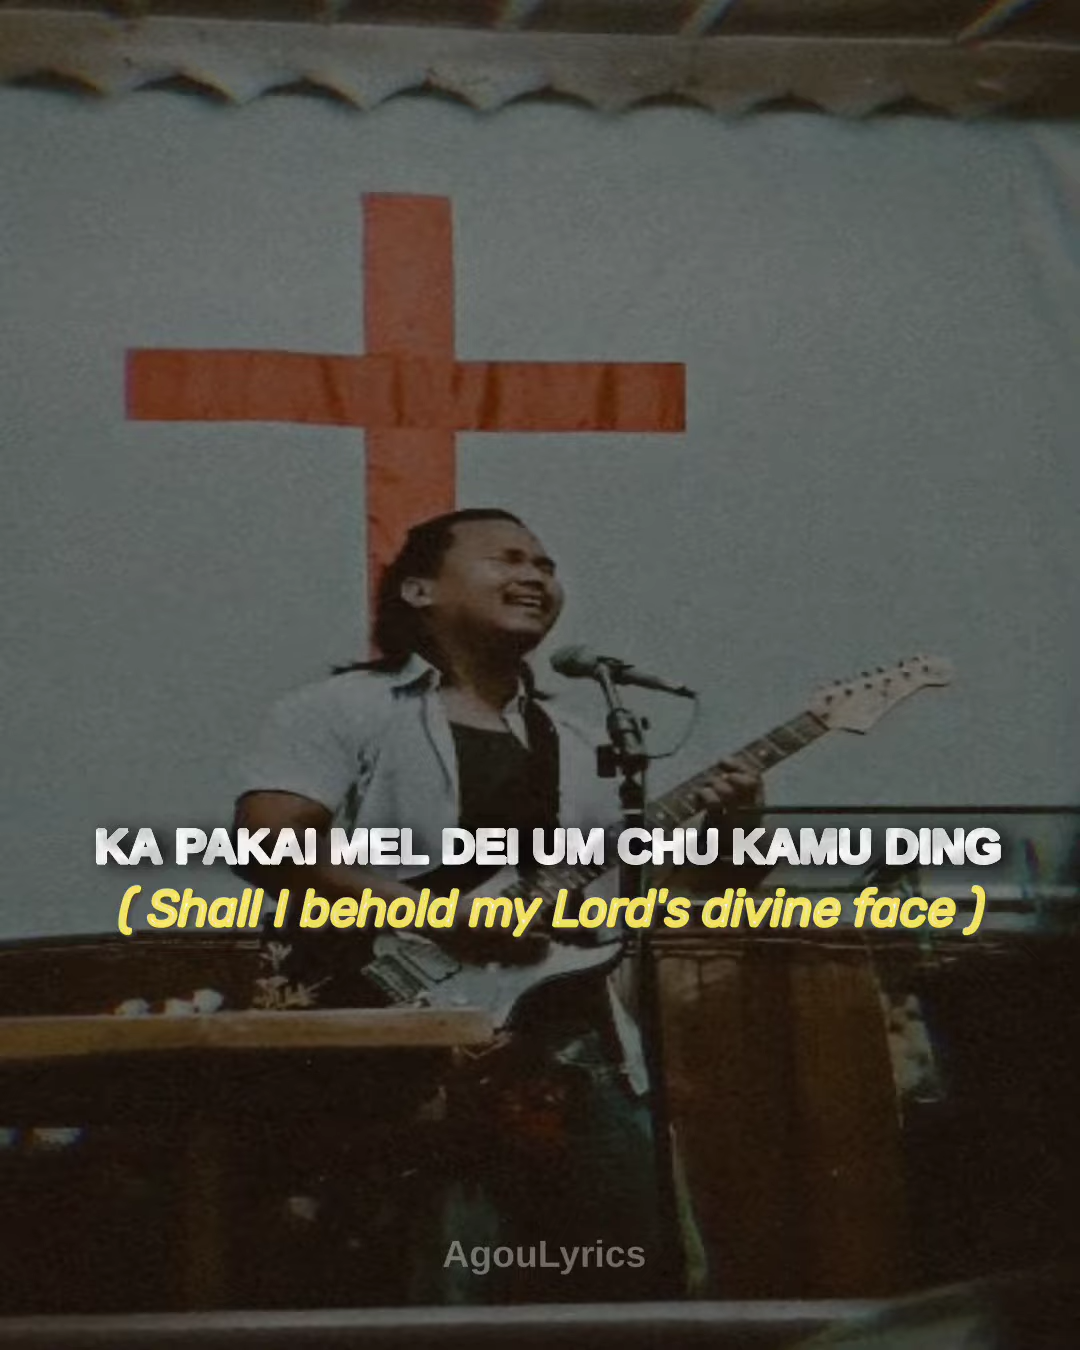 KA PAKAI MEL DEI UM CHU KAMU DING
( Shall I behold my Lord's divine face )
AgouLyrics